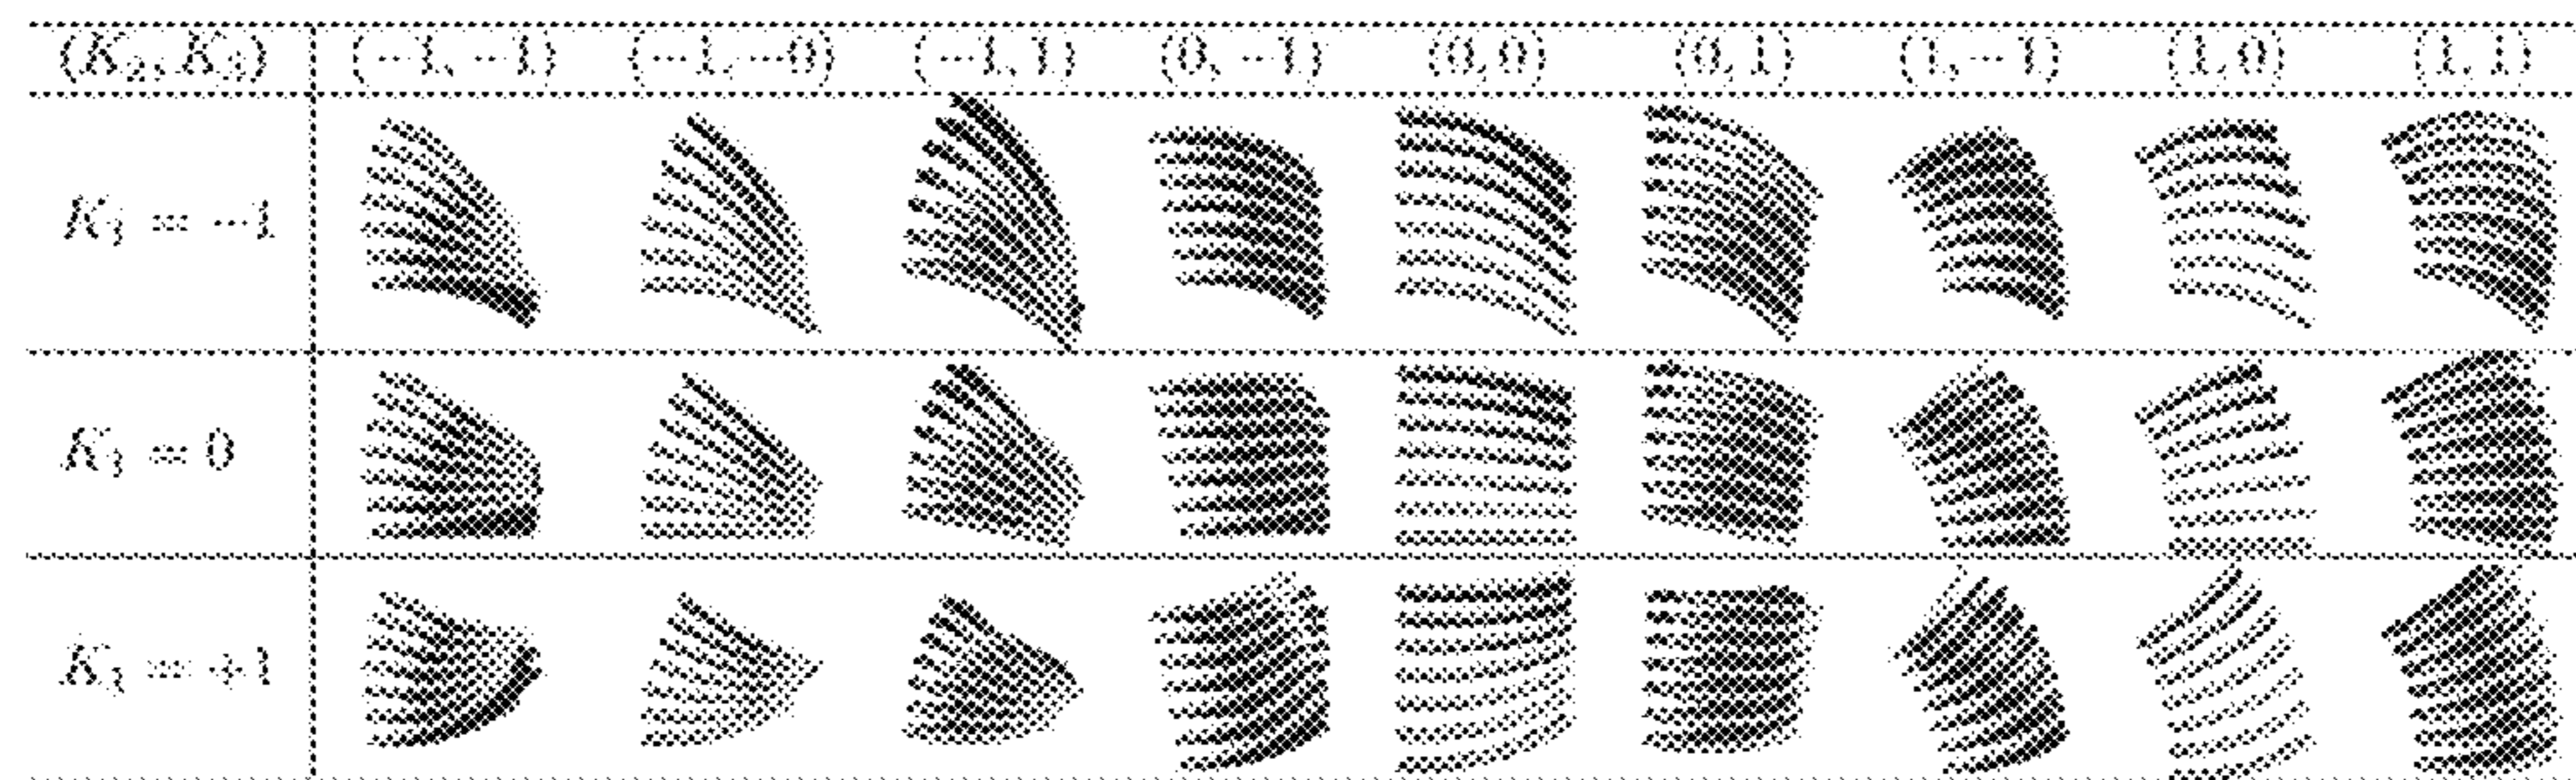 (K₂, K₃) (−1, −1) (−1, −0) (−1, 1) (0, −1) (0, 0) (0, 1) (1, −1) (1, 0) (1, 1)
K₁ = −1
K₁ = 0
K₁ = +1